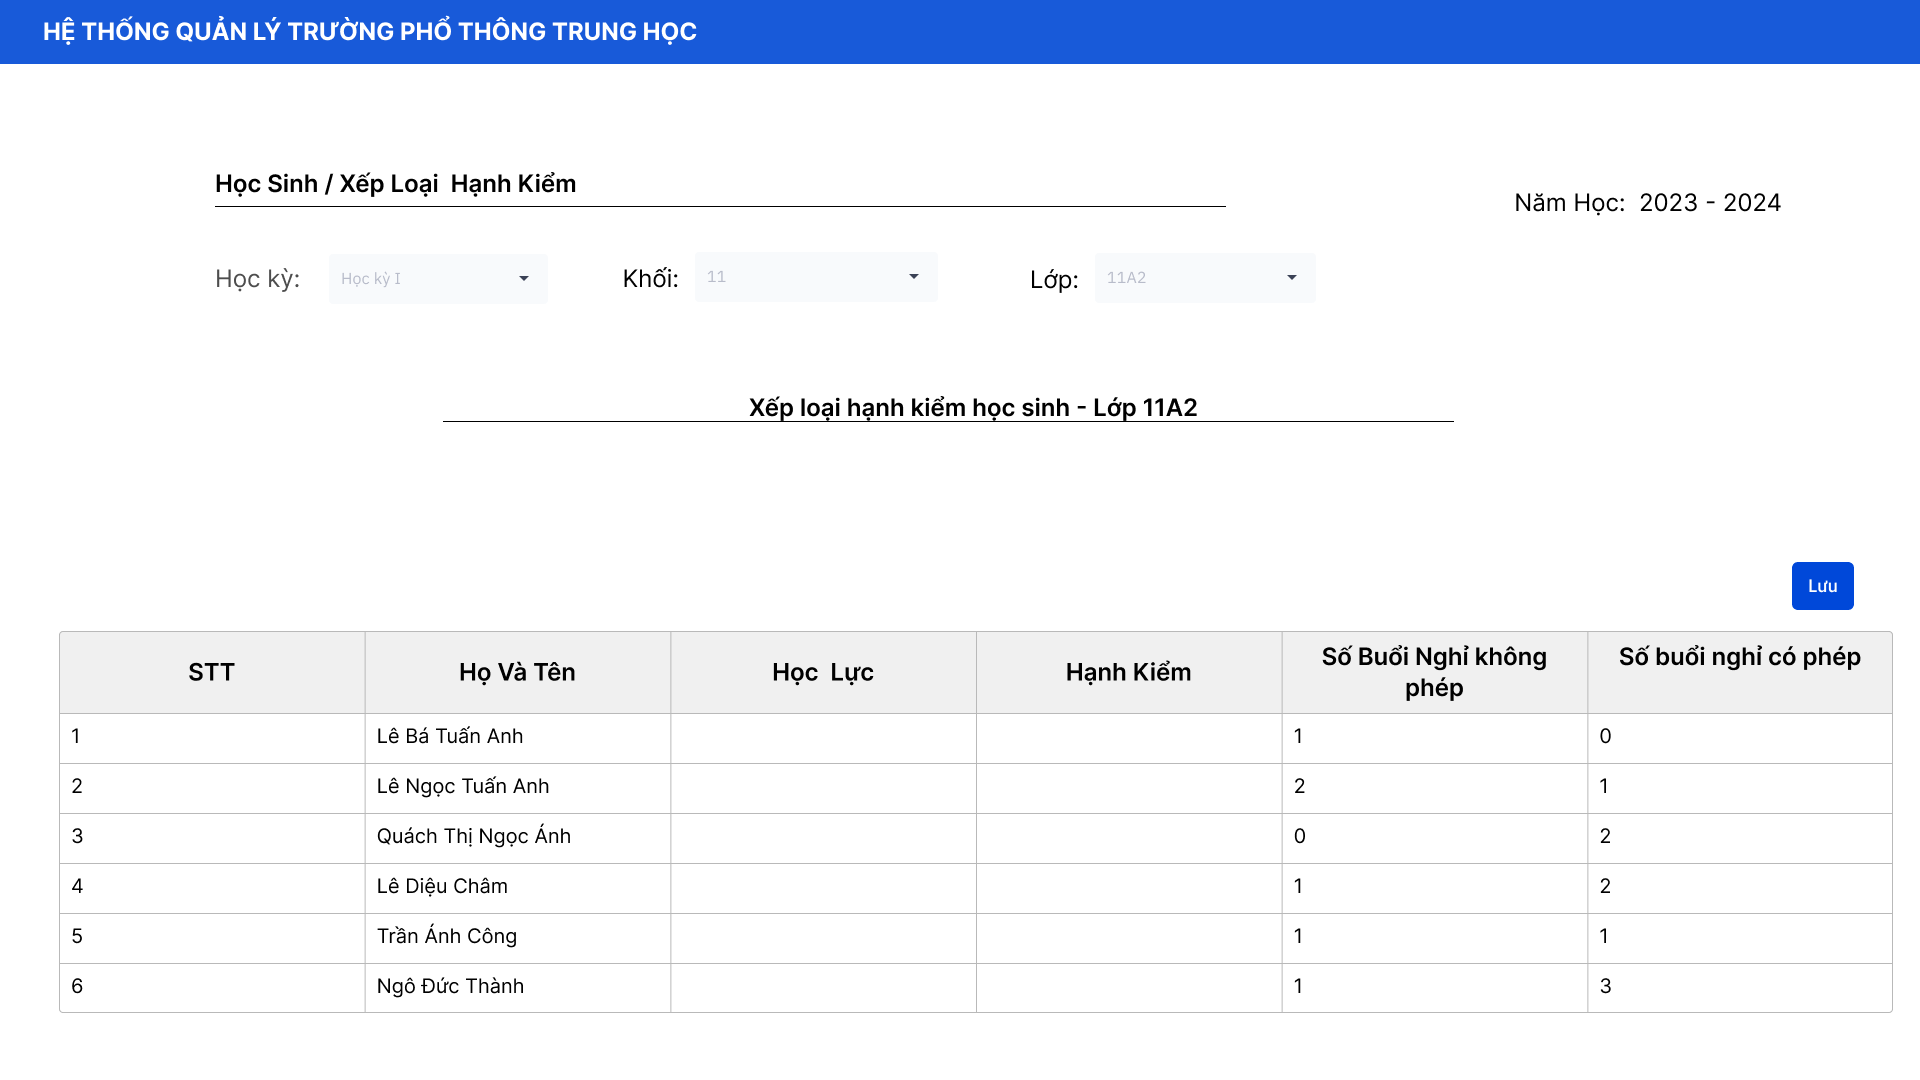 HỆ THỐNG QUẢN LÝ TRƯỜNG PHỔ THÔNG TRUNG HỌC
Học Sinh / Xếp Loại  Hạnh Kiểm
Năm Học:  2023 - 2024
Học kỳ: Học kỳ I Khối: 11 Lớp: 11A2
Xếp loại hạnh kiểm học sinh - Lớp 11A2
Lưu
STT Họ Và Tên Học  Lực Hạnh Kiểm Số Buổi Nghỉ không phép Số buổi nghỉ có phép
1 Lê Bá Tuấn Anh 1 0
2 Lê Ngọc Tuấn Anh 2 1
3 Quách Thị Ngọc Ánh 0 2
4 Lê Diệu Châm 1 2
5 Trần Ánh Công 1 1
6 Ngô Đức Thành 1 3